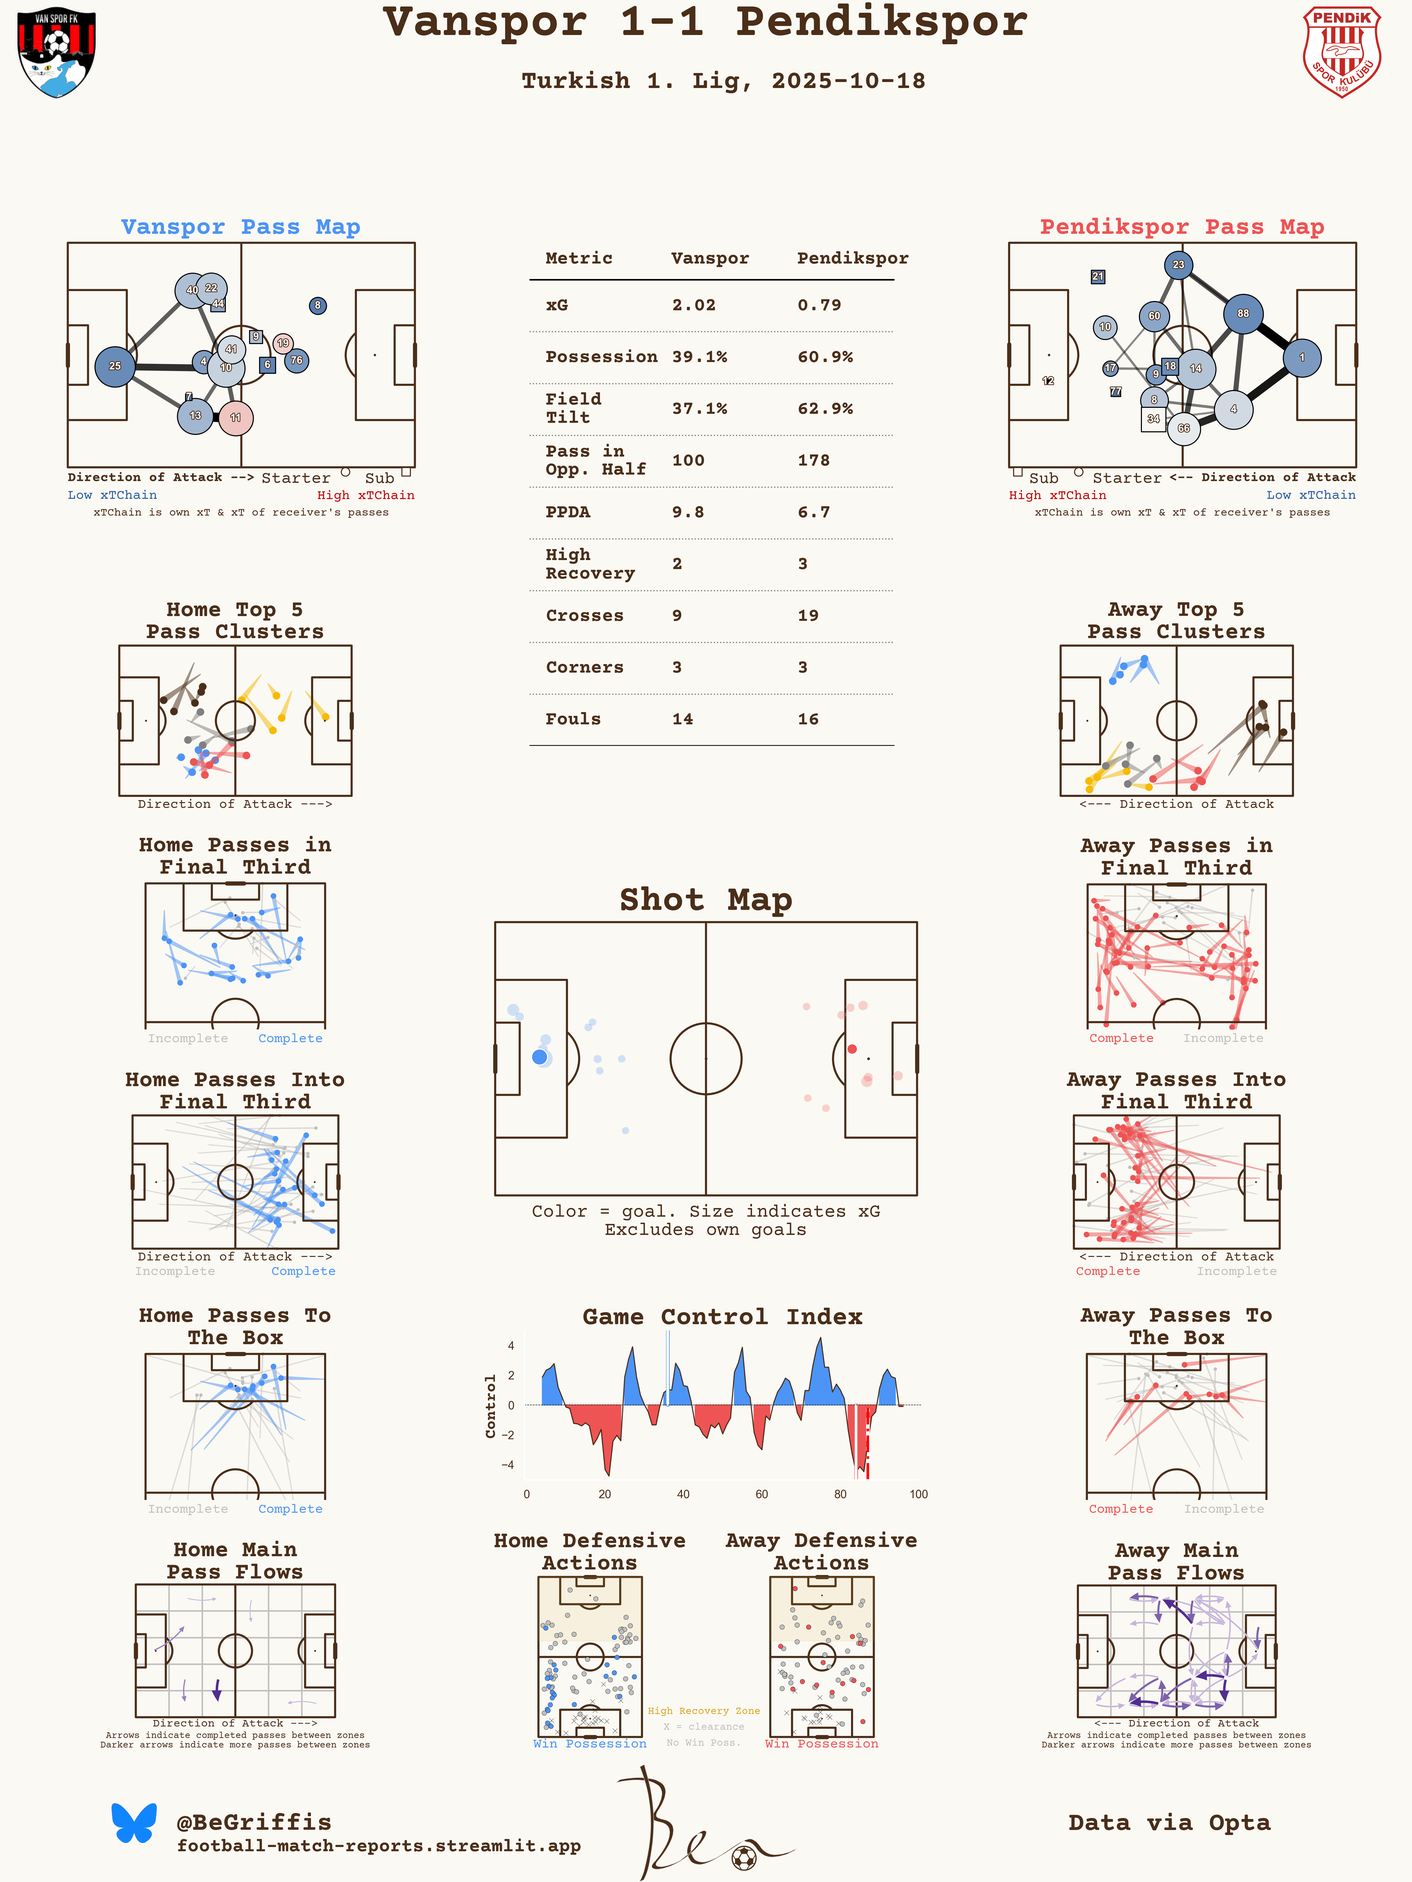 VAN SPOR FK
PENDİK
SPOR KULÜBÜ
1950
Vanspor 1-1 Pendikspor
Turkish 1. Lig, 2025-10-18
Vanspor Pass Map
40
22
44
8
9
19
41
76
4
6
10
25
7
13
11
Direction of Attack --> Starter Sub
Low xTChain High xTChain
xTChain is own xT & xT of receiver's passes
Metric Vanspor Pendikspor
xG 2.02 0.79
Possession 39.1% 60.9%
Field
Tilt 37.1% 62.9%
Pass in
Opp. Half 100 178
PPDA 9.8 6.7
High
Recovery 2 3
Crosses 9 19
Corners 3 3
Fouls 14 16
Pendikspor Pass Map
23
21
60
88
10
1
17
18
14
9
12
77
8
4
34
66
Sub Starter <-- Direction of Attack
High xTChain Low xTChain
xTChain is own xT & xT of receiver's passes
Home Top 5
Pass Clusters
Direction of Attack --->
Away Top 5
Pass Clusters
<--- Direction of Attack
Home Passes in
Final Third
Incomplete Complete
Away Passes in
Final Third
Complete Incomplete
Shot Map
Color = goal. Size indicates xG
Excludes own goals
Home Passes Into
Final Third
Direction of Attack --->
Incomplete Complete
Away Passes Into
Final Third
<--- Direction of Attack
Complete Incomplete
Home Passes To
The Box
Incomplete Complete
Game Control Index
Control
4
2
0
−2
−4
0 20 40 60 80 100
Away Passes To
The Box
Complete Incomplete
Home Main
Pass Flows
Direction of Attack --->
Arrows indicate completed passes between zones
Darker arrows indicate more passes between zones
Home Defensive
Actions
Win Possession
Away Defensive
Actions
Win Possession
High Recovery Zone
X = clearance
No Win Poss.
Away Main
Pass Flows
<--- Direction of Attack
Arrows indicate completed passes between zones
Darker arrows indicate more passes between zones
@BeGriffis
football-match-reports.streamlit.app
Ben
Data via Opta